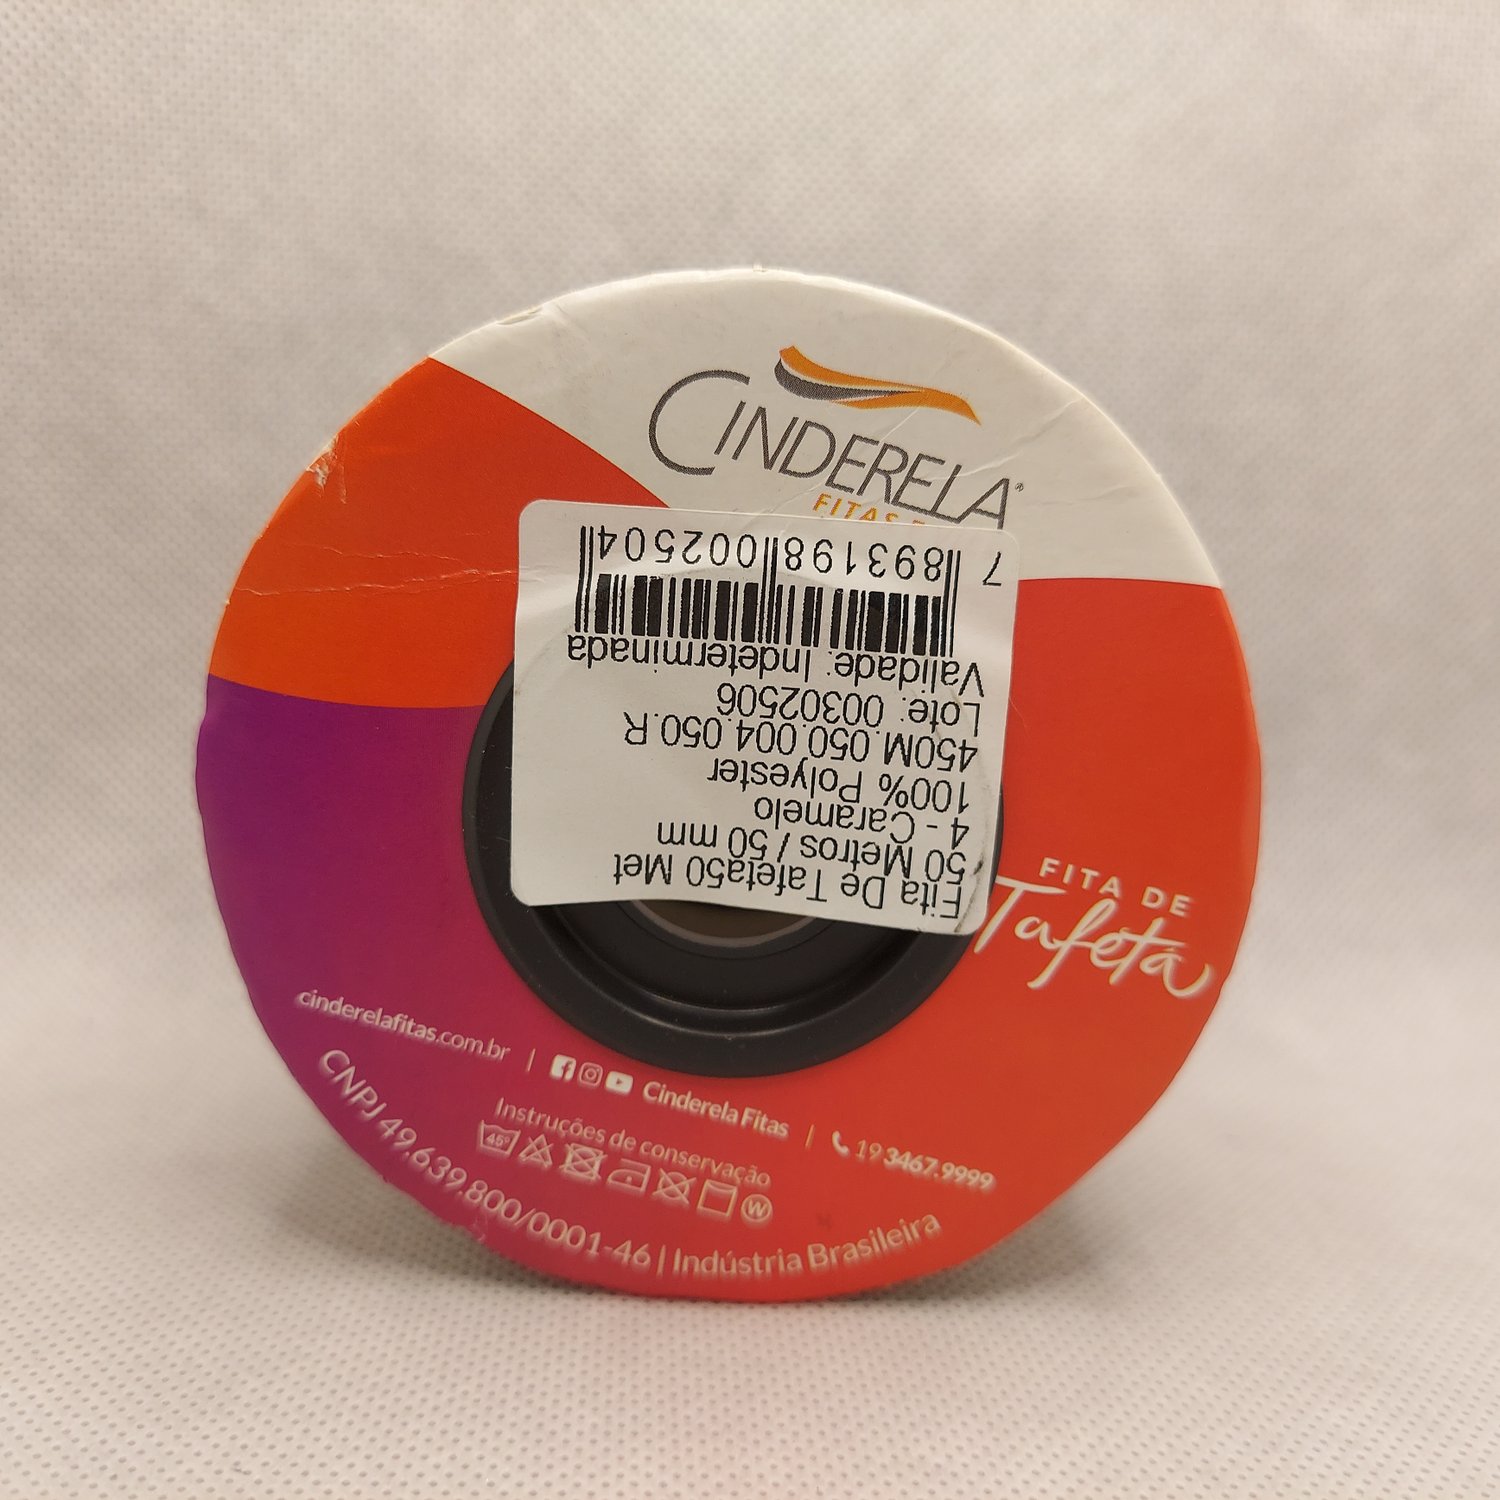 CINDERELA®
FITAS
Fita De Tafeta50 Met
50 Metros / 50 mm
4 - Caramelo
100% Polyester
450M.050.004.050.R
Lote: 00302506
Validade: Indeterminada
7 893198 002504
FITA DE
Tafetá
cinderelafitas.com.br | Cinderela Fitas | 19 3467.9999
Instruções de conservação
45º W
CNPJ 49.639.800/0001-46 | Indústria Brasileira